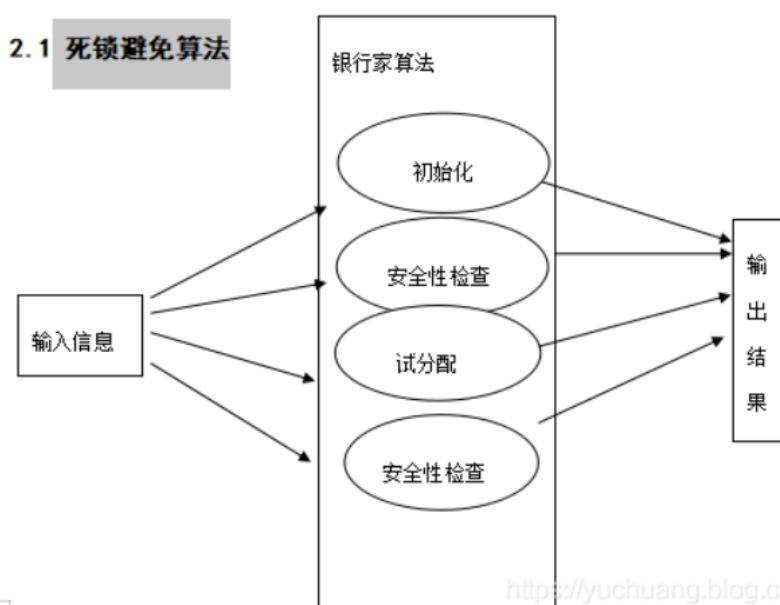 2.1 死锁避免算法
银行家算法
初始化
安全性检查
试分配
安全性检查
输入信息
输
出
结
果
https://yuchuang.blog.c